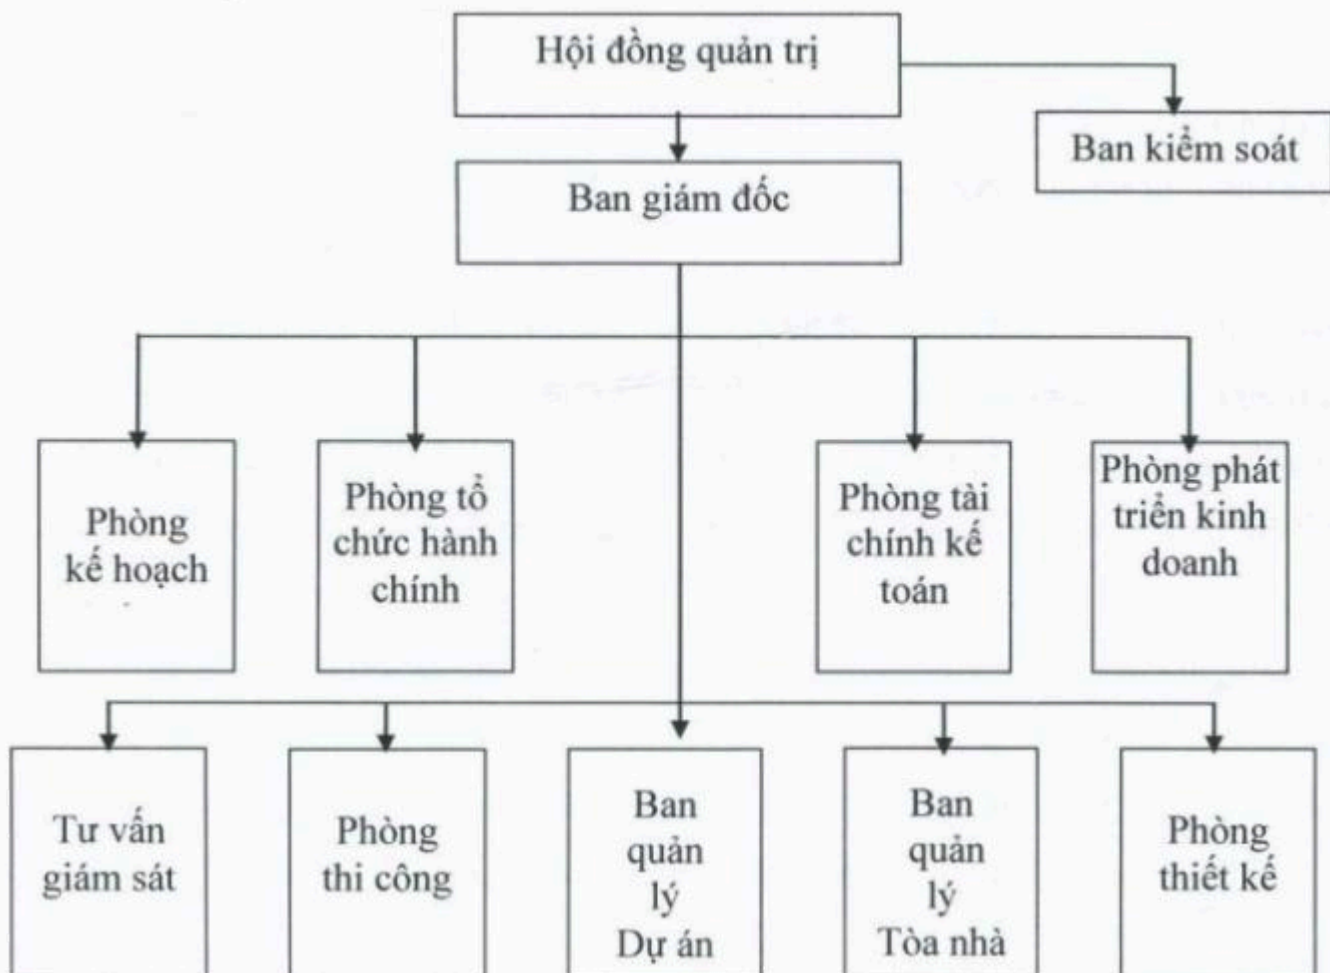 Hội đồng quản trị
Ban kiểm soát
Ban giám đốc
Phòng
kế hoạch
Phòng tổ
chức hành
chính
Phòng tài
chính kế
toán
Phòng phát
triển kinh
doanh
Tư vấn
giám sát
Phòng
thi công
Ban
quản
lý
Dự án
Ban
quản
lý
Tòa nhà
Phòng
thiết kế